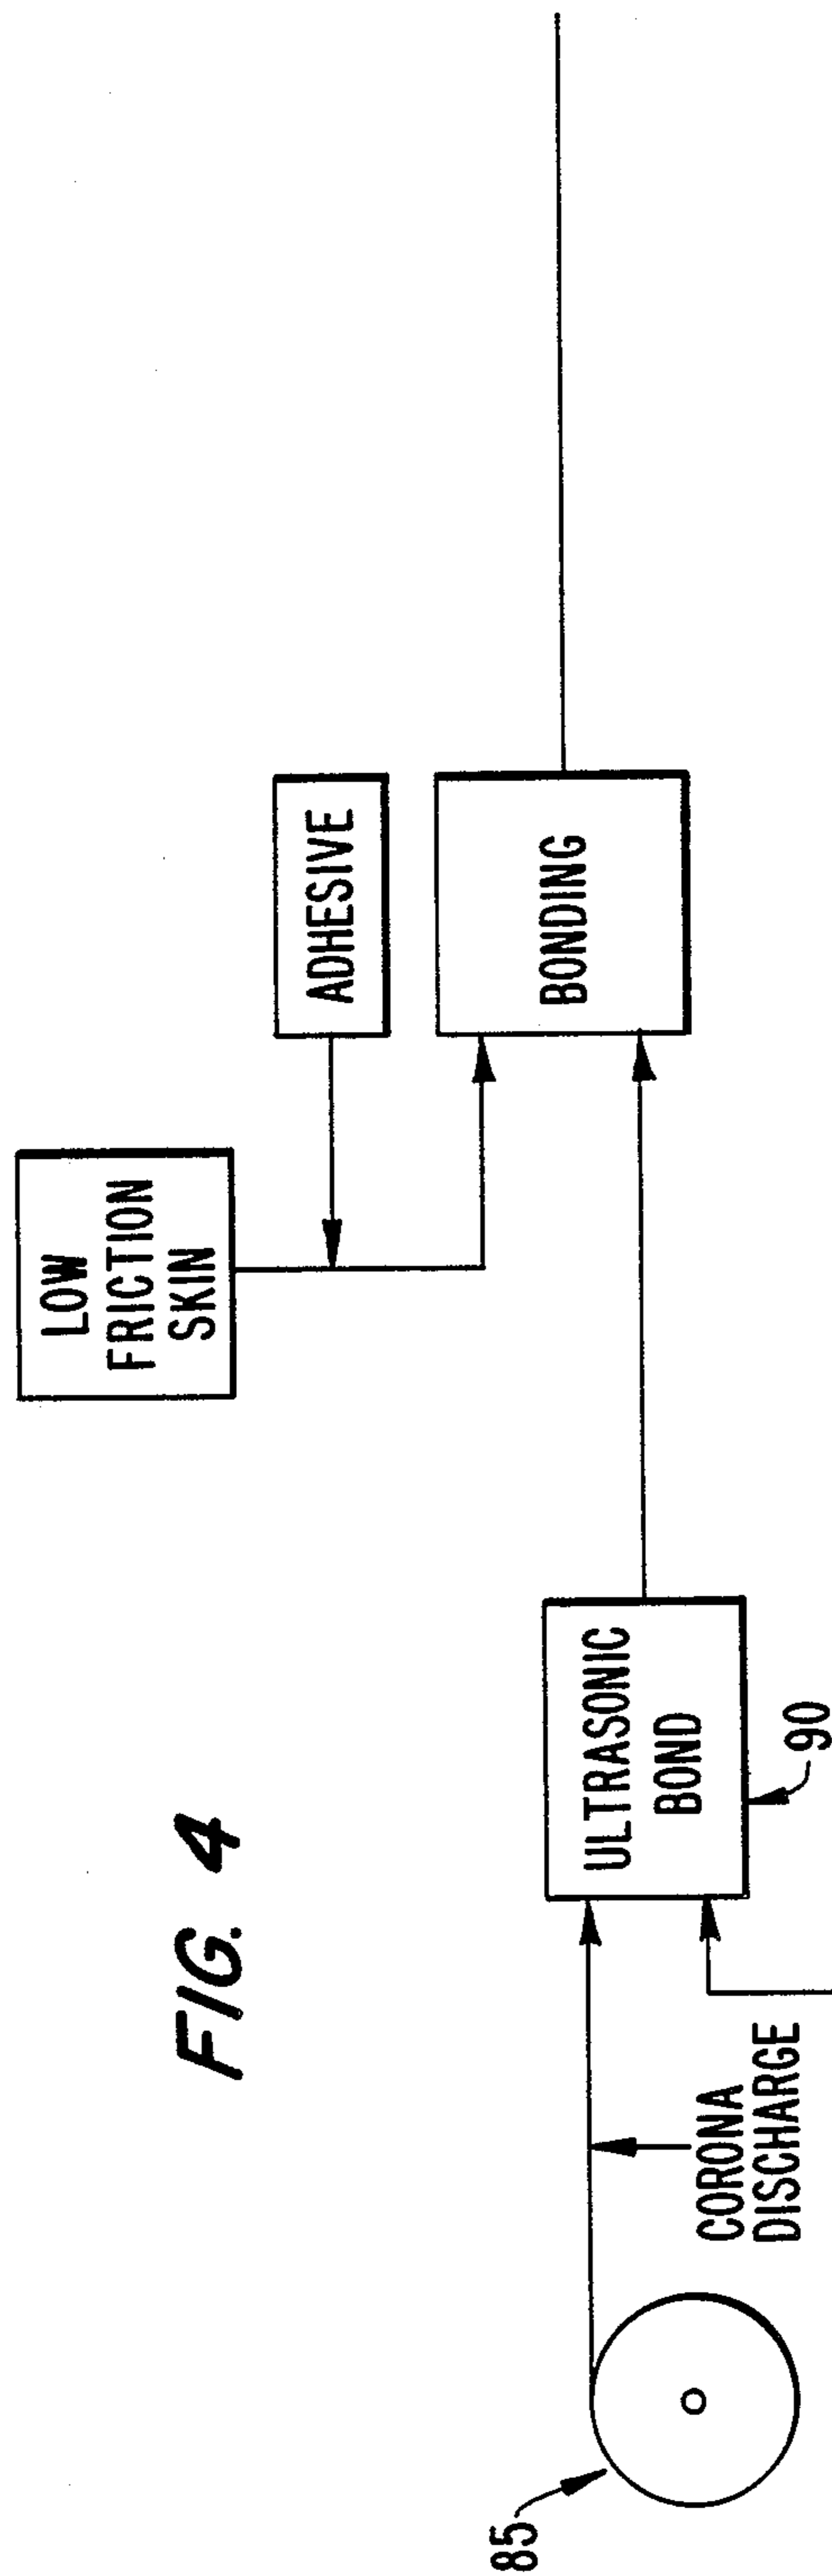 FIG. 4
LOW
FRICTION
SKIN
ADHESIVE
BONDING
ULTRASONIC
BOND
90
CORONA
DISCHARGE
85